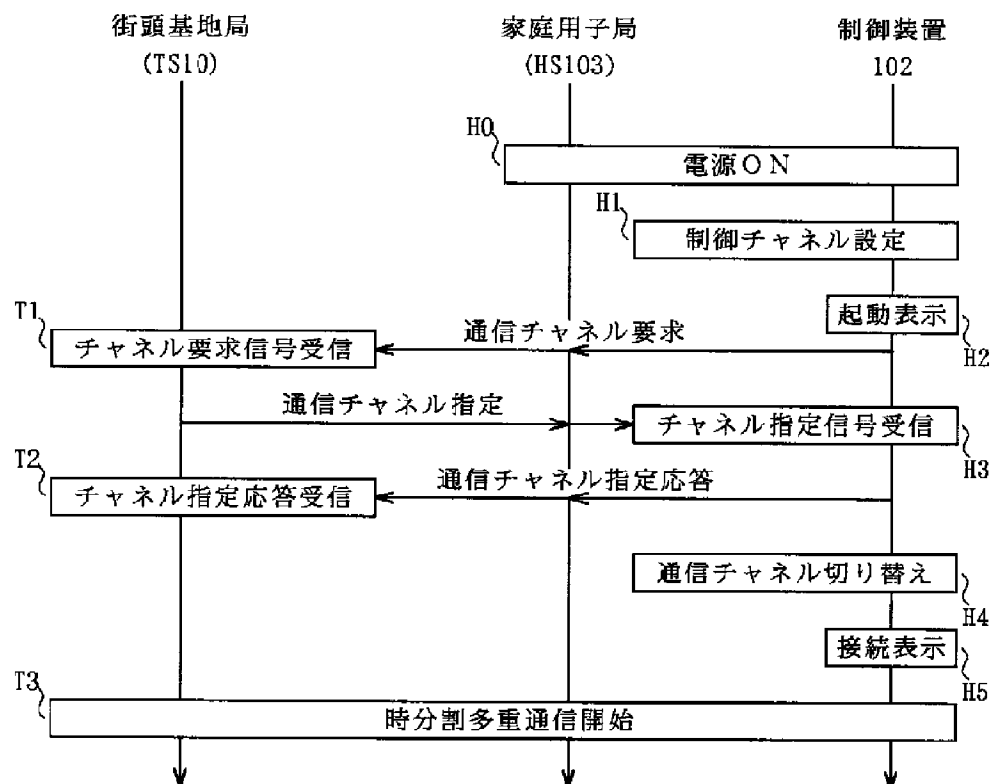 街頭基地局
(TS10)
家庭用子局
(HS103)
制御装置
102
H0
電源ON
H1
制御チャネル設定
起動表示
H2
T1
チャネル要求信号受信
通信チャネル要求
通信チャネル指定
チャネル指定信号受信
H3
T2
チャネル指定応答受信
通信チャネル指定応答
通信チャネル切り替え
H4
接続表示
H5
T3
時分割多重通信開始